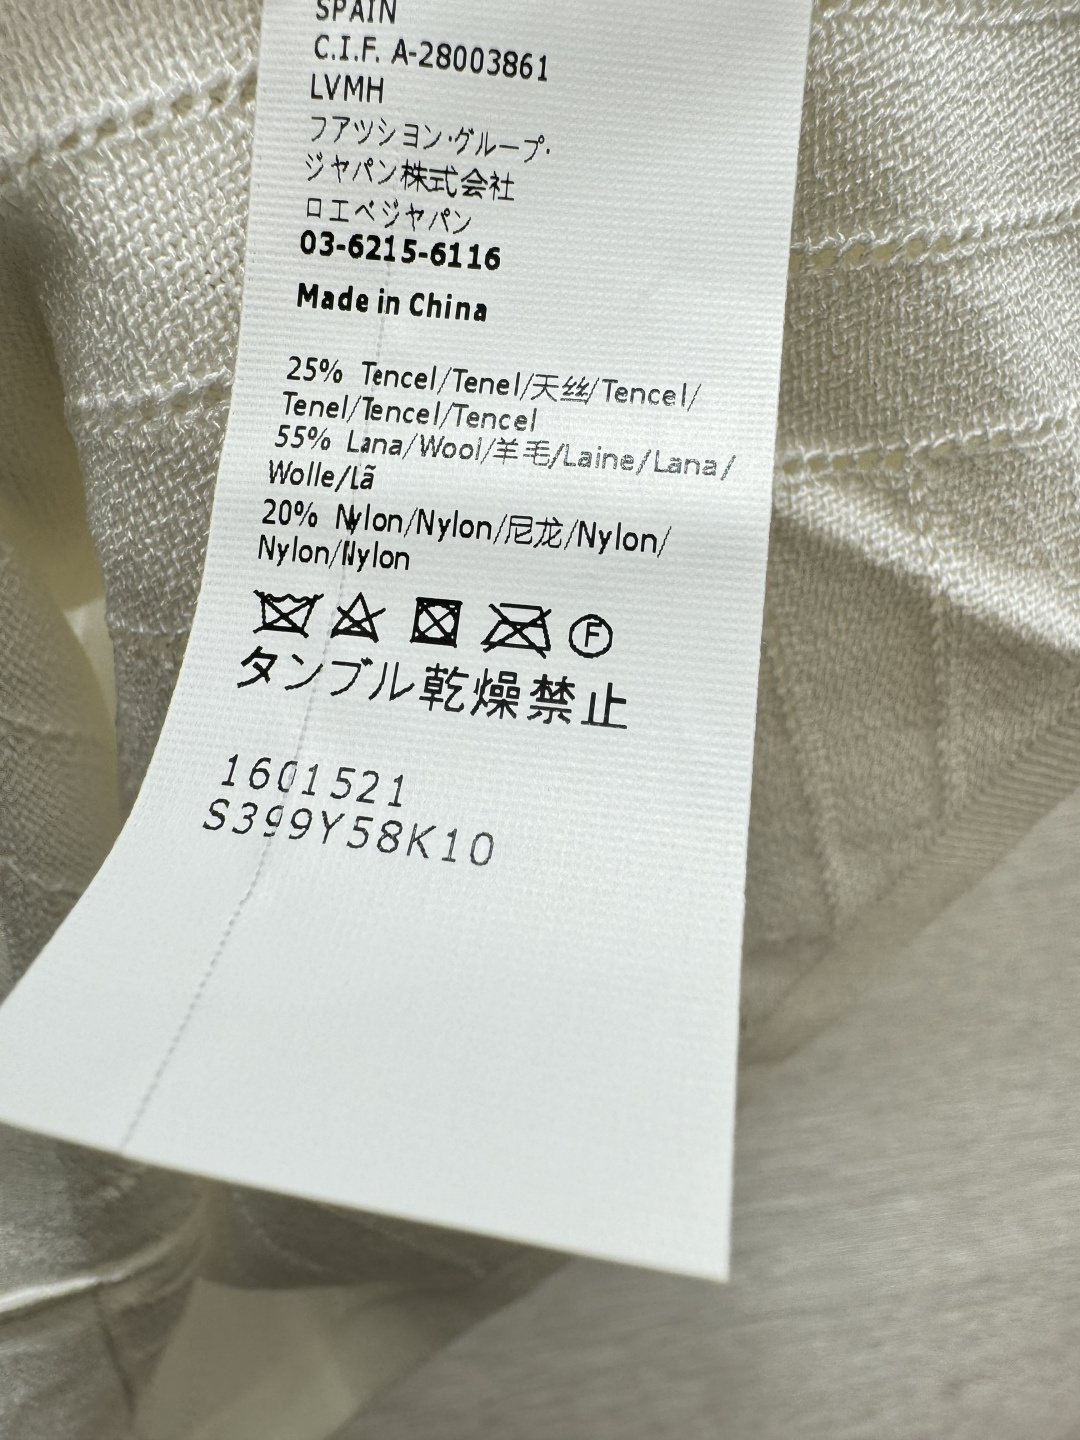 SPAIN
C.I.F. A-28003861
LVMH
フアッション・グループ・
ジャパン株式会社
ロエベジャパン
03-6215-6116
Made in China
25% Tencel/Tenel/天丝/Tencel/
Tenel/Tencel/Tencel
55% Lana/Wool/羊毛/Laine/Lana/
Wolle/Lã
20% Nylon/Nylon/尼龙/Nylon/
Nylon/Nylon
F
タンブル乾燥禁止
1601521
S399Y58K10